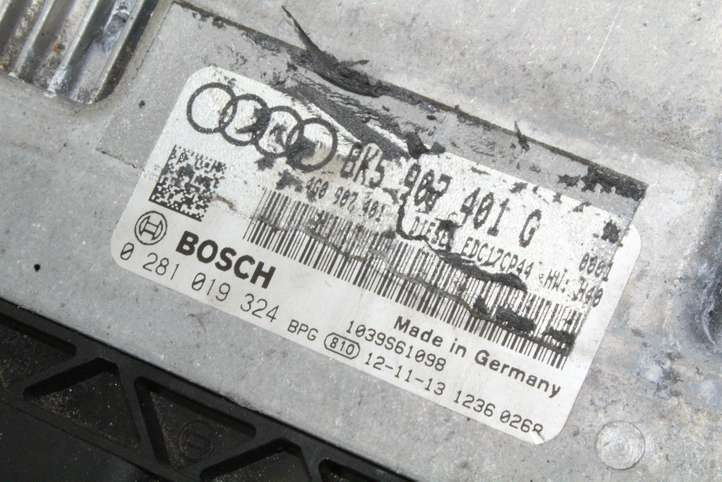 8K5 907 401 G
4G0 907 401 EDC17CP44 HW: H40
BOSCH
0 281 019 324
Made in Germany
1039S61098
BPG 810 12-11-13 1236 0268